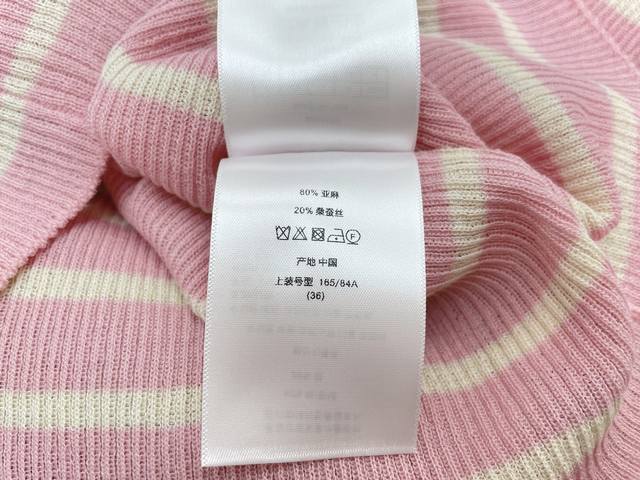 80% 亚麻
20% 桑蚕丝
F
产地 中国
上装号型 165/84A
(36)